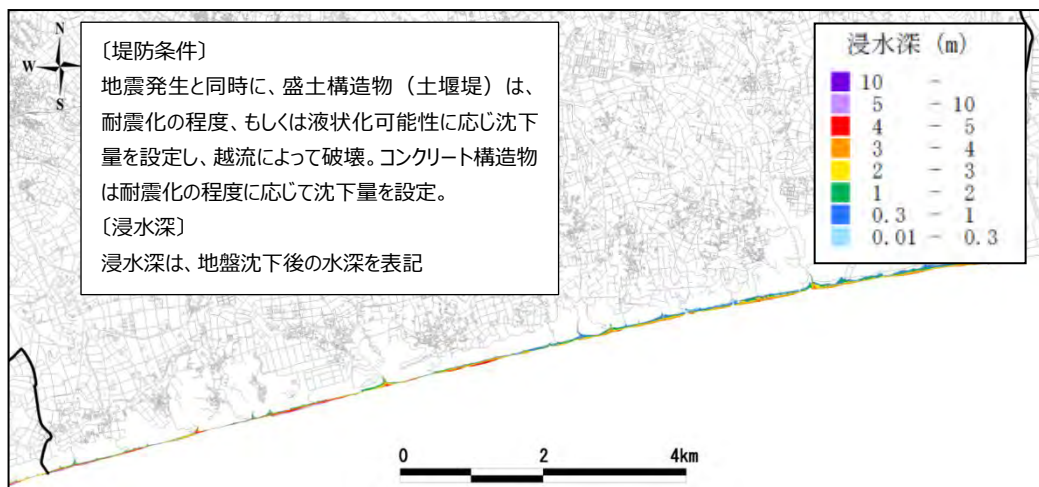 N
W
S
〔堤防条件〕
地震発生と同時に、盛土構造物（土堰堤）は、
耐震化の程度、もしくは液状化可能性に応じ沈下
量を設定し、越流によって破壊。コンクリート構造物
は耐震化の程度に応じて沈下量を設定。
〔浸水深〕
浸水深は、地盤沈下後の水深を表記
浸水深 (m)
10 -
5 - 10
4 - 5
3 - 4
2 - 3
1 - 2
0.3 - 1
0.01 - 0.3
0 2 4km